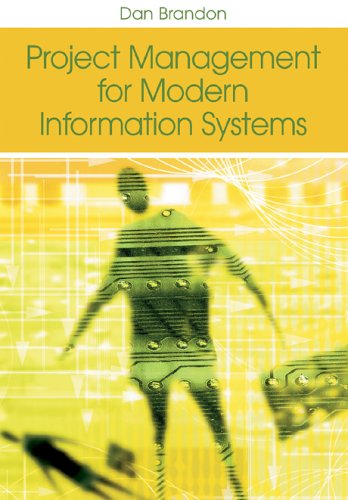 Dan Brandon
Project Management
for Modern
Information Systems